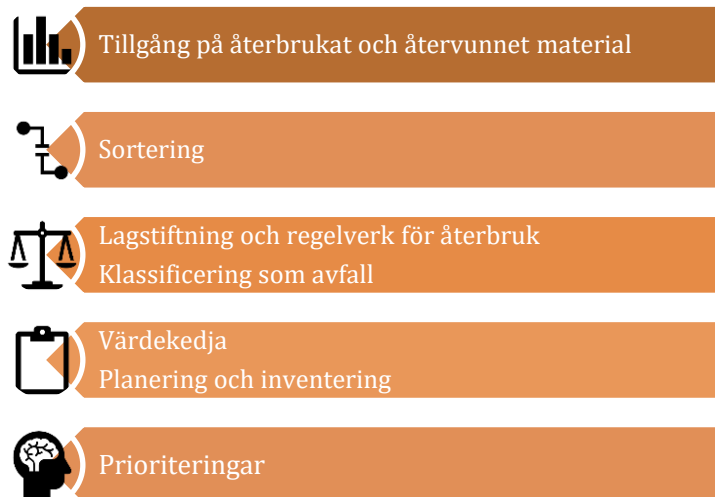 Tillgång på återbrukat och återvunnet material
Sortering
Lagstiftning och regelverk för återbruk
Klassificering som avfall
Värdekedja
Planering och inventering
Prioriteringar